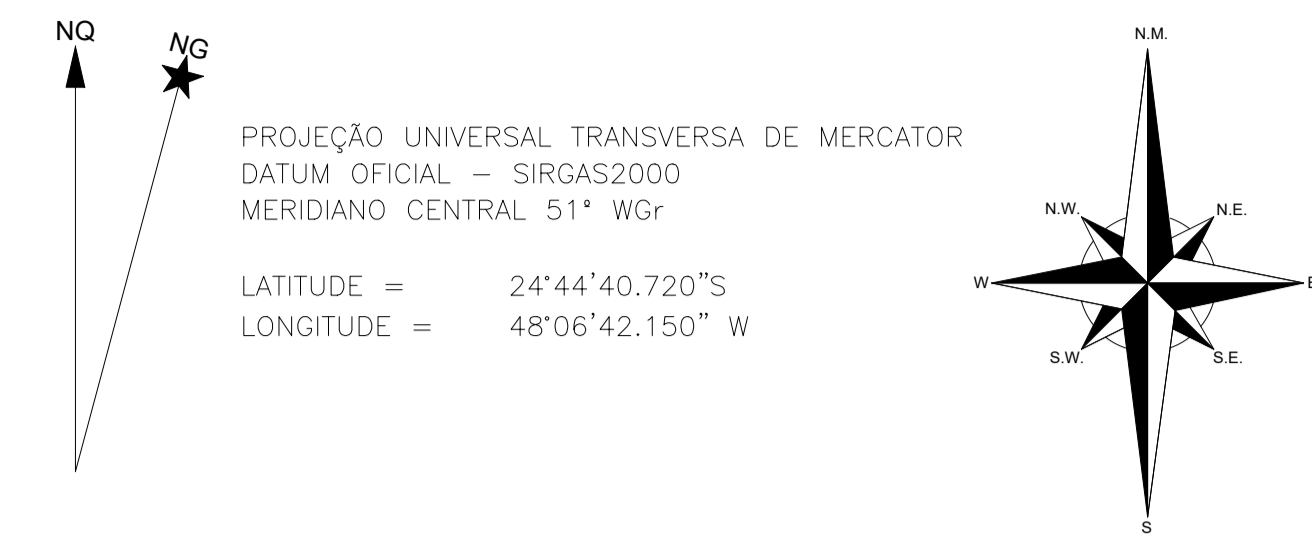 NQ
NG
PROJEÇÃO UNIVERSAL TRANSVERSA DE MERCATOR
DATUM OFICIAL – SIRGAS2000
MERIDIANO CENTRAL 51° WGr
LATITUDE = 24°44'40.720"S
LONGITUDE = 48°06'42.150" W
N.M.
N.W.
N.E.
W
E
S.W.
S.E.
S